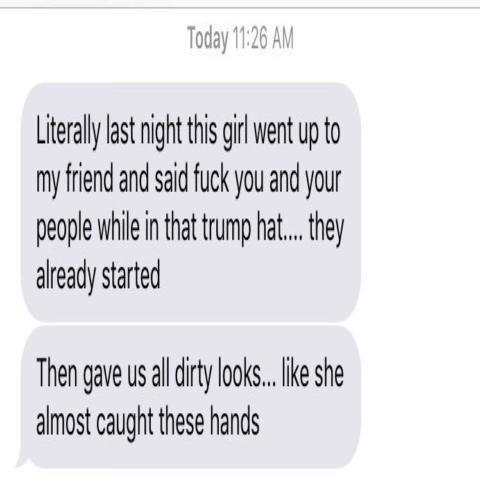 Today 11:26 AM
Literally last night this girl went up to
my friend and said fuck you and your
people while in that trump hat.... they
already started
Then gave us all dirty looks... like she
almost caught these hands